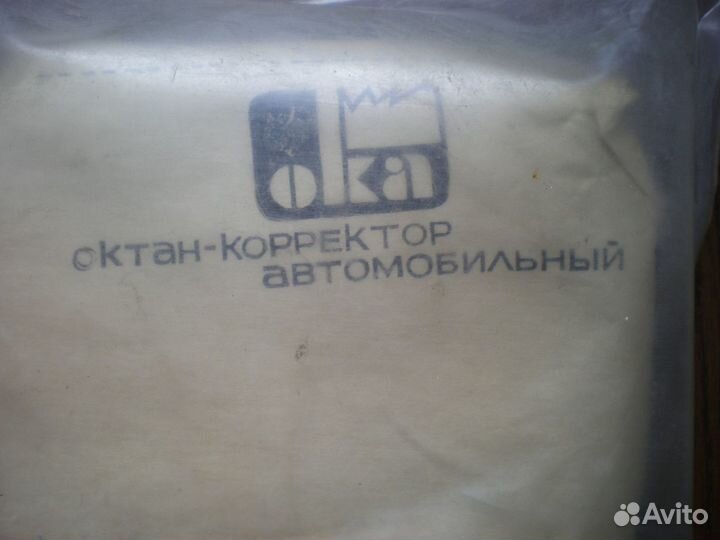 ока
октан-корректор
автомобильный
Avito